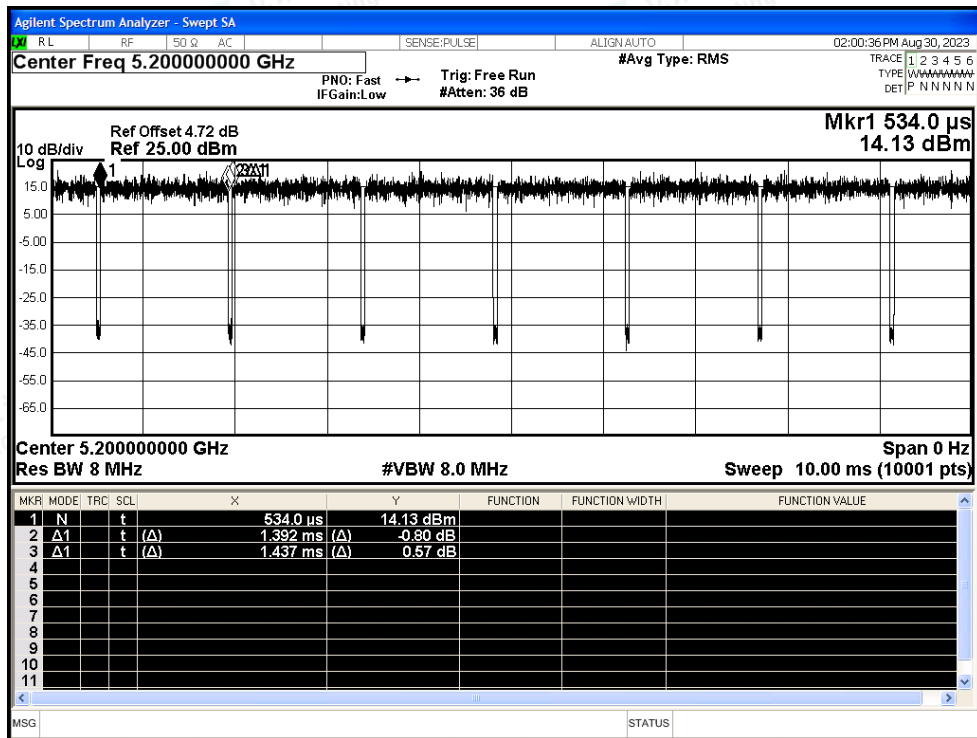 Agilent Spectrum Analyzer - Swept SA
LXI RL RF 50 Ω AC SENSE:PULSE ALIGN AUTO 02:00:36 PM Aug 30, 2023
Center Freq 5.200000000 GHz #Avg Type: RMS TRACE 1 2 3 4 5 6
PNO: Fast Trig: Free Run TYPE WWWWWW
IFGain:Low #Atten: 36 dB DET P N N N N N
Mkr1 534.0 µs
Ref Offset 4.72 dB
10 dB/div Ref 25.00 dBm 14.13 dBm
Log
1
15.0
5.00
-5.00
-15.0
-25.0
-35.0
-45.0
-55.0
-65.0
Center 5.200000000 GHz Span 0 Hz
Res BW 8 MHz #VBW 8.0 MHz Sweep 10.00 ms (10001 pts)
MKR MODE TRC SCL X Y FUNCTION FUNCTION WIDTH FUNCTION VALUE
1 N t 534.0 µs 14.13 dBm
2 Δ1 t (Δ) 1.392 ms (Δ) -0.80 dB
3 Δ1 t (Δ) 1.437 ms (Δ) 0.57 dB
4
5
6
7
8
9
10
11
MSG STATUS